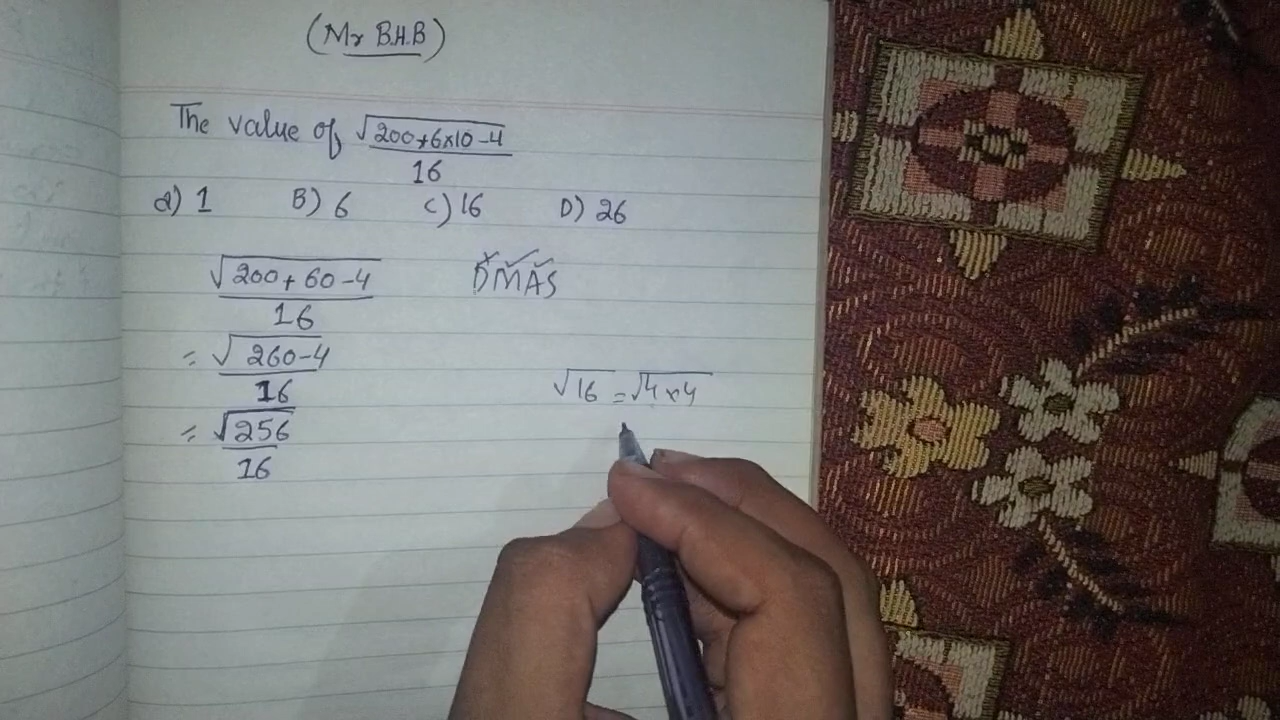 (Mr B.H.B)
The value of √200+6×10-4
16
a) 1 B) 6 C) 16 D) 26
√200+60-4 DMAS
16
= √260-4
16
√16 = √4×4
= √256
16